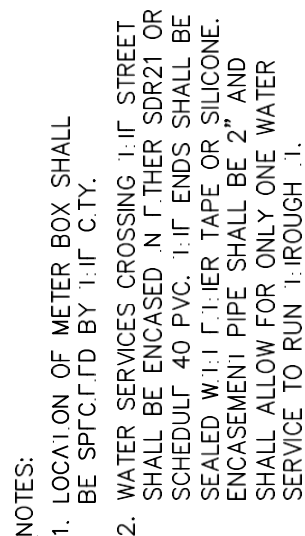 NOTES:
1. LOCATION OF METER BOX SHALL
BE SPECIFIED BY THE CITY.
2. WATER SERVICES CROSSING THE STREET
SHALL BE ENCASED IN EITHER SDR21 OR
SCHEDULE 40 PVC. THE ENDS SHALL BE
SEALED WITH EITHER TAPE OR SILICONE.
ENCASEMENT PIPE SHALL BE 2" AND
SHALL ALLOW FOR ONLY ONE WATER
SERVICE TO RUN THROUGH IT.